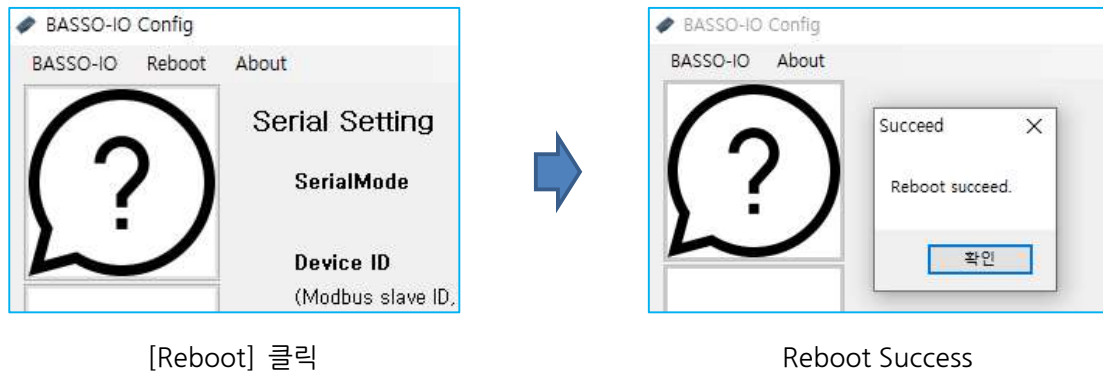 BASSO-IO Config
BASSO-IO Reboot About
Serial Setting
SerialMode
Device ID
(Modbus slave ID,
[Reboot] 클릭
BASSO-IO Config
BASSO-IO About
Succeed
Reboot succeed.
확인
Reboot Success